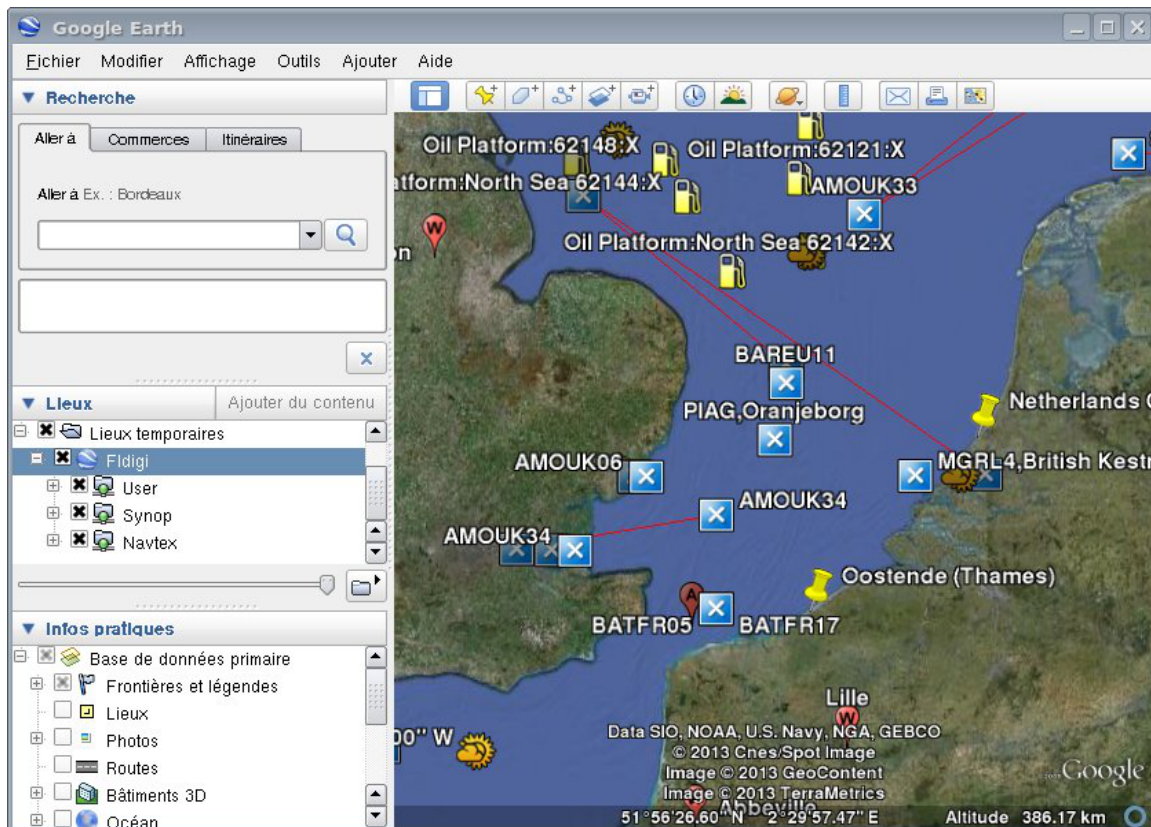 Google Earth
Fichier Modifier Affichage Outils Ajouter Aide
Recherche
Aller à Commerces Itinéraires
Aller à Ex. : Bordeaux
Lieux Ajouter du contenu
Lieux temporaires
Fldigi
User
Synop
Navtex
Infos pratiques
Base de données primaire
Frontières et légendes
Lieux
Photos
Routes
Bâtiments 3D
Océan
Oil Platform:62148:X
Oil Platform:62121:X
atform:North Sea 62144:X
AMOUK33
W
on
Oil Platform:North Sea 62142:X
BAREU11
PIAG,Oranjeborg
Netherlands
AMOUK06
MGRL4,British Kestr
AMOUK34
AMOUK34
Oostende (Thames)
A
BATFR05
BATFR17
Lille
W
00" W
Data SIO, NOAA, U.S. Navy, NGA, GEBCO
© 2013 Cnes/Spot Image
Image © 2013 GeoContent
Image © 2013 TerraMetrics
Google
Abbeville
51°56'26.60" N 2°29'57.47" E Altitude 386.17 km